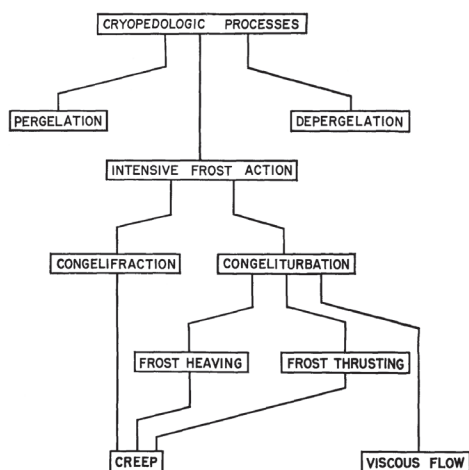 CRYOPEDOLOGIC PROCESSES
PERGELATION
DEPERGELATION
INTENSIVE FROST ACTION
CONGELIFRACTION
CONGELITURBATION
FROST HEAVING
FROST THRUSTING
CREEP
VISCOUS FLOW